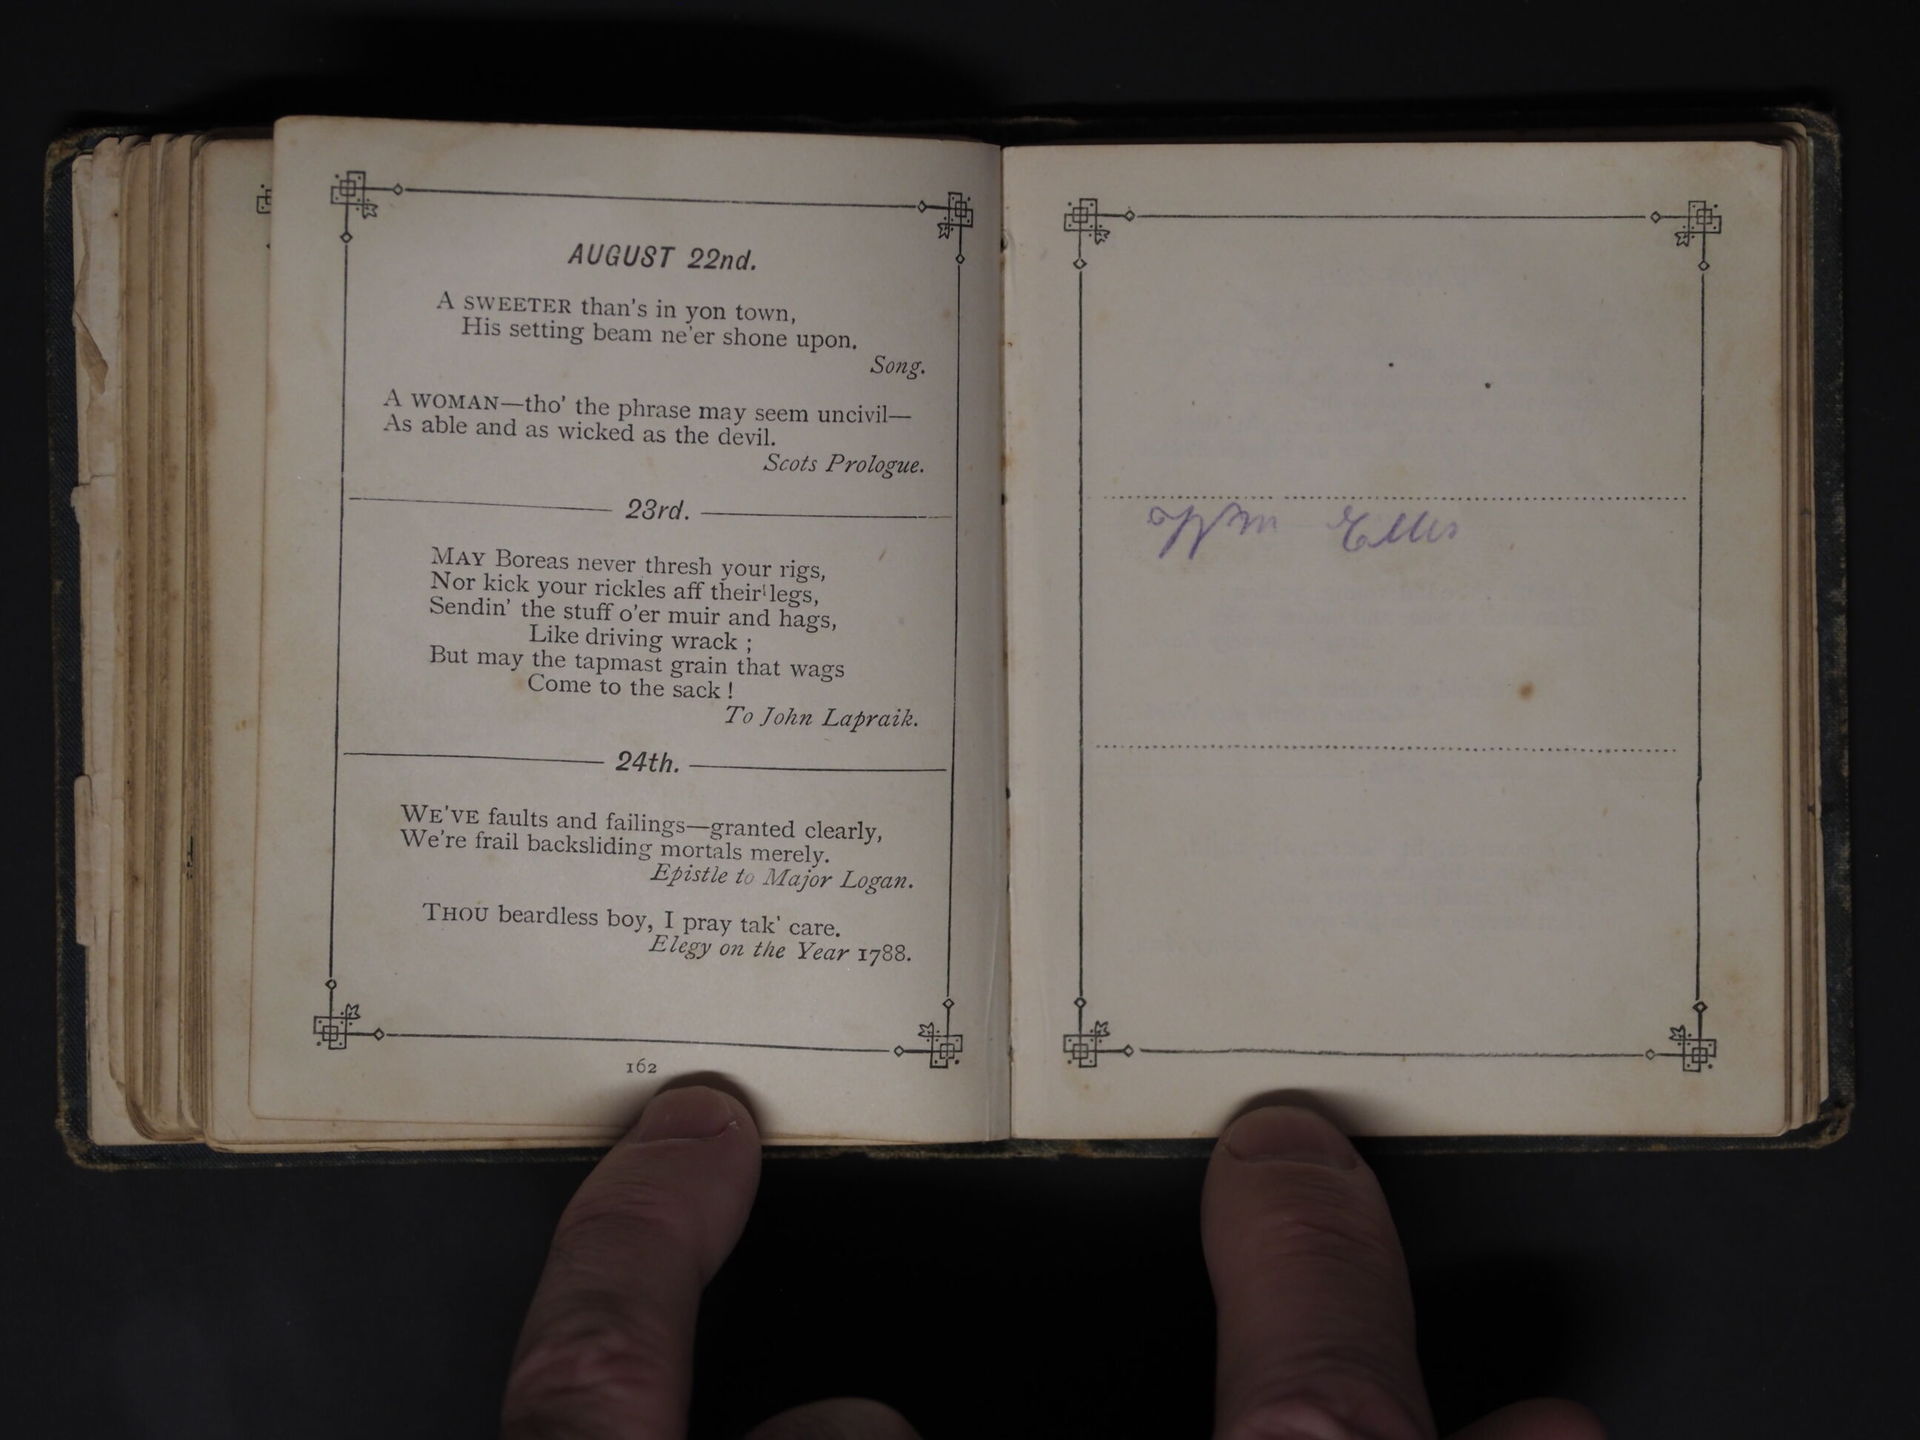 AUGUST 22nd.
A SWEETER than's in yon town,
His setting beam ne'er shone upon.
Song.
A WOMAN—tho' the phrase may seem uncivil—
As able and as wicked as the devil.
Scots Prologue.
23rd.
MAY Boreas never thresh your rigs,
Nor kick your rickles aff their legs,
Sendin' the stuff o'er muir and hags,
Like driving wrack ;
But may the tapmast grain that wags
Come to the sack !
To John Lapraik.
24th.
WE'VE faults and failings—granted clearly,
We're frail backsliding mortals merely.
Epistle to Major Logan.
THOU beardless boy, I pray tak' care.
Elegy on the Year 1788.
162
Wm Ellis